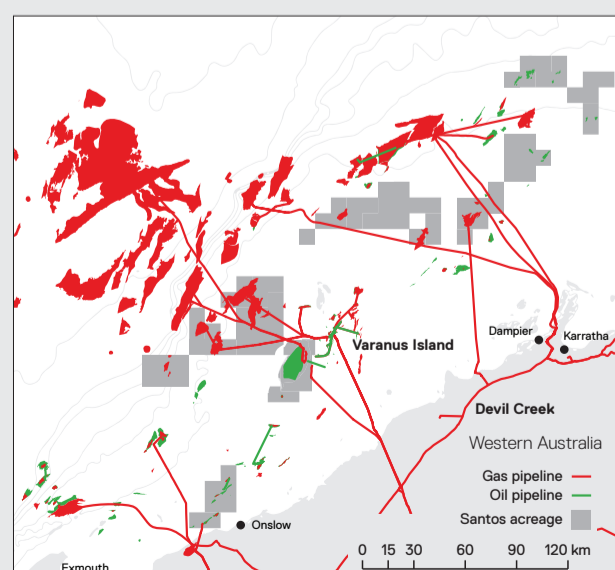 Dampier
Karratha
Varanus Island
Devil Creek
Western Australia
Gas pipeline
Oil pipeline
Santos acreage
Onslow
0 15 30 60 90 120 km
Exmouth